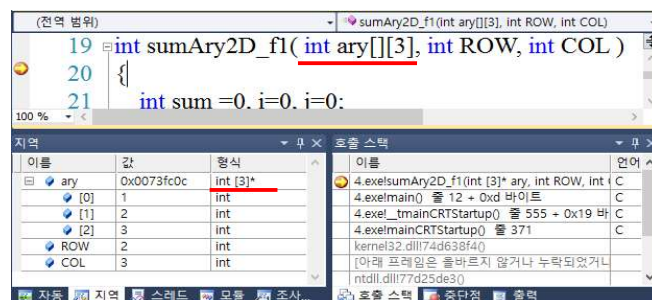 (전역 범위) sumAry2D_f1(int ary[][3], int ROW, int COL)
19 int sumAry2D_f1( int ary[][3], int ROW, int COL )
20 {
21 int sum =0, i=0, j=0;
100 %
지역
이름 값 형식
ary 0x0073fc0c int [3]*
[0] 1 int
[1] 2 int
[2] 3 int
ROW 2 int
COL 3 int
자동 지역 스레드 모듈 조사...
호출 스택
이름 언어
4.exe!sumAry2D_f1(int [3]* ary, int ROW, int C
4.exe!main() 줄 12 + 0xd 바이트 C
4.exe!__tmainCRTStartup() 줄 555 + 0x19 바 C
4.exe!mainCRTStartup() 줄 371 C
kernel32.dll!74d638f4()
[아래 프레임은 올바르지 않거나 누락되었거나
ntdll.dll!77d25de3()
호출 스택 중단점 출력